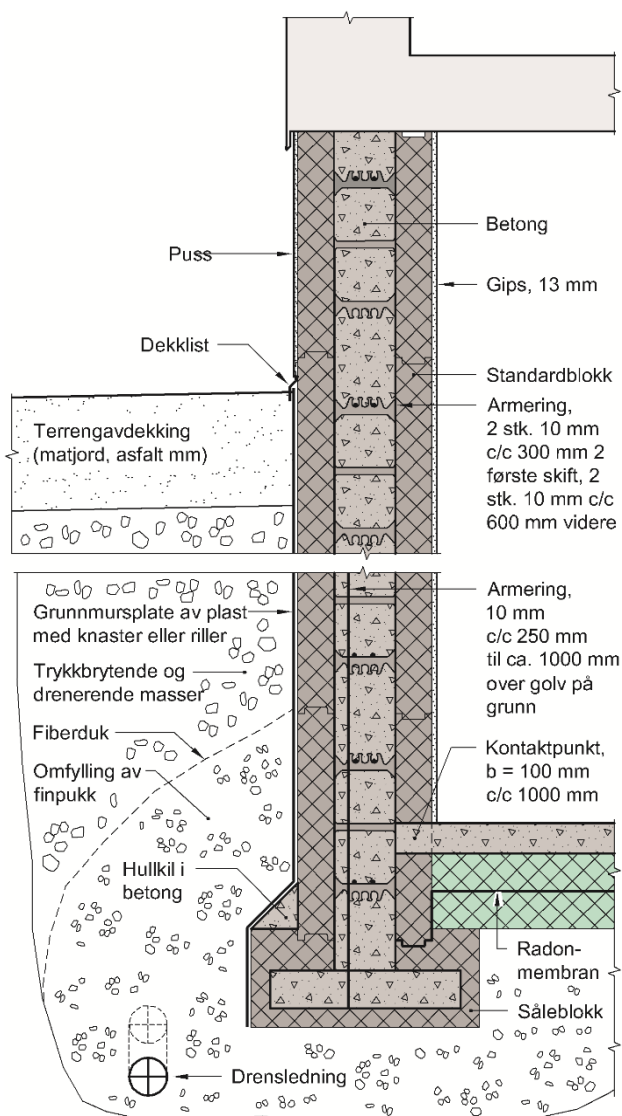 Betong
Puss
Gips, 13 mm
Dekklist
Standardblokk
Armering,
2 stk. 10 mm
c/c 300 mm 2
første skift, 2
stk. 10 mm c/c
600 mm videre
Terrengavdekking
(matjord, asfalt mm)
Armering,
10 mm
c/c 250 mm
til ca. 1000 mm
over golv på
grunn
Grunnmursplate av plast
med knaster eller riller
Trykkbrytende og
drenerende masser
Fiberduk
Omfylling av
finpukk
Kontaktpunkt,
b = 100 mm
c/c 1000 mm
Hullkil i
betong
Radon-
membran
Såleblokk
Drensledning